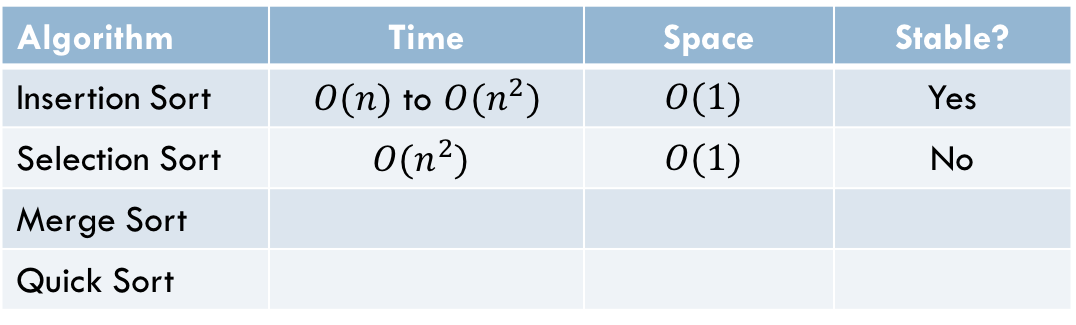 Algorithm Time Space Stable?
Insertion Sort O(n) to O(n²) O(1) Yes
Selection Sort O(n²) O(1) No
Merge Sort
Quick Sort